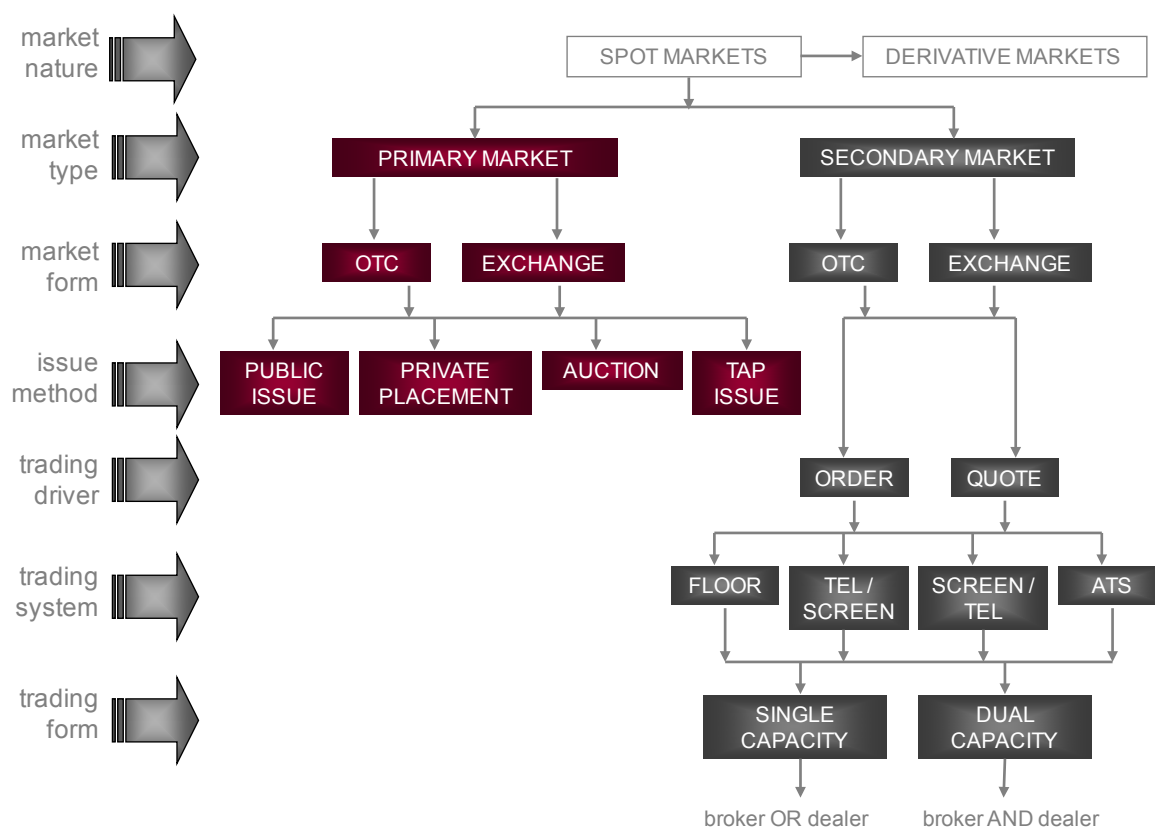 market
nature
SPOT MARKETS
DERIVATIVE MARKETS
market
type
PRIMARY MARKET
SECONDARY MARKET
market
form
OTC
EXCHANGE
OTC
EXCHANGE
issue
method
PUBLIC
ISSUE
PRIVATE
PLACEMENT
AUCTION
TAP
ISSUE
trading
driver
ORDER
QUOTE
trading
system
FLOOR
TEL /
SCREEN
SCREEN /
TEL
ATS
trading
form
SINGLE
CAPACITY
DUAL
CAPACITY
broker OR dealer
broker AND dealer